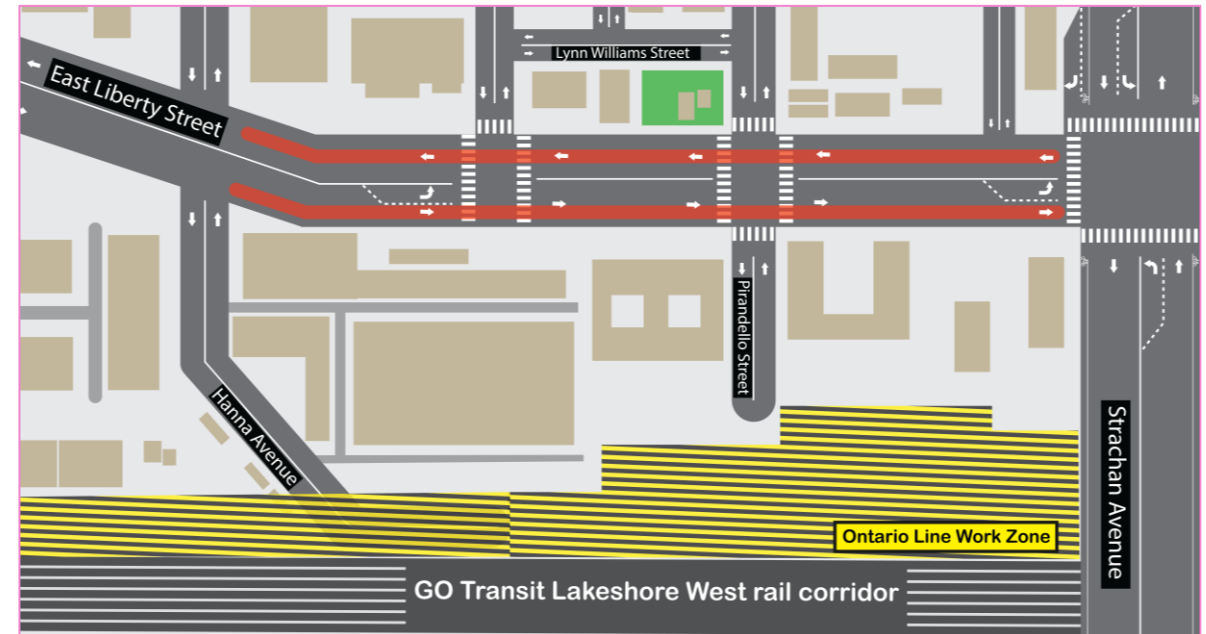 Lynn Williams Street
East Liberty Street
Pirandello Street
Hanna Avenue
Strachan Avenue
Ontario Line Work Zone
GO Transit Lakeshore West rail corridor